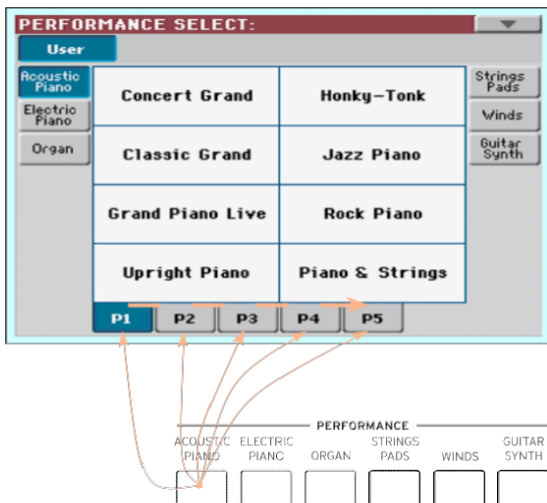 PERFORMANCE SELECT:
User
Acoustic
Piano
Electric
Piano
Organ
Concert Grand
Honky-Tonk
Classic Grand
Jazz Piano
Grand Piano Live
Rock Piano
Upright Piano
Piano & Strings
Strings
Pads
Winds
Guitar
Synth
P1 P2 P3 P4 P5
PERFORMANCE
ACOUSTIC
PIANO
ELECTRIC
PIANO
ORGAN
STRINGS
PADS
WINDS
GUITAR
SYNTH